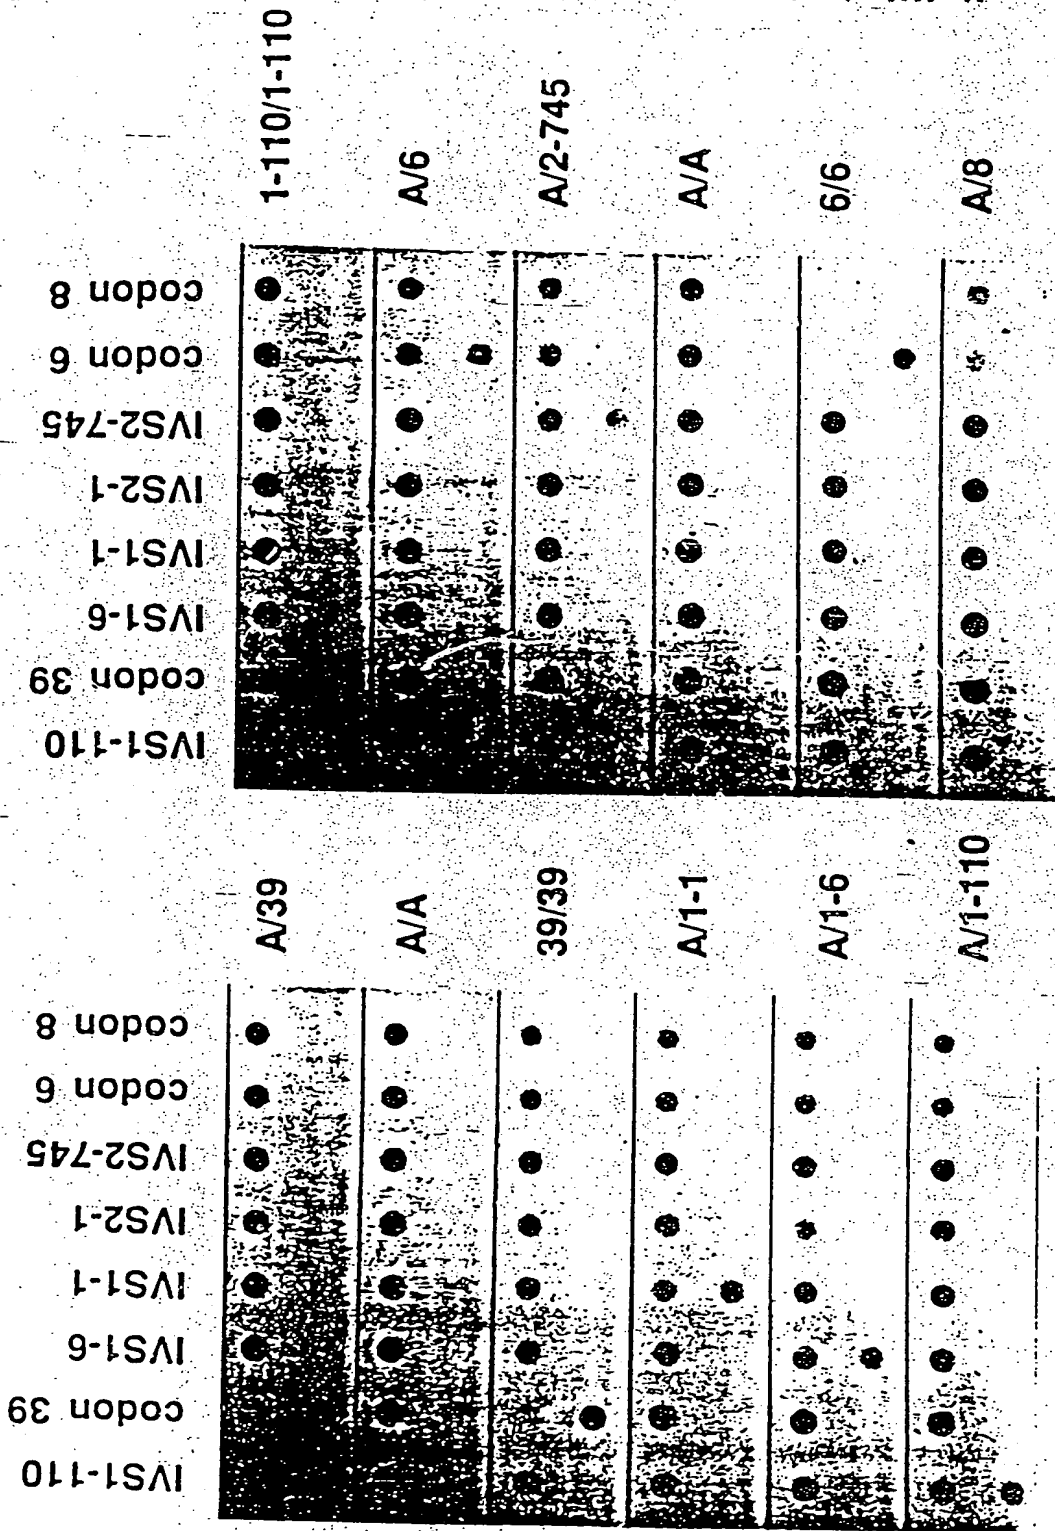 1-110/1-110
A/6
A/2-745
A/A
6/6
A/8
codon 8
codon 6
IVS2-745
IVS2-1
IVS1-1
IVS1-6
codon 39
IVS1-110
A/39
A/A
39/39
A/1-1
A/1-6
A/1-110
codon 8
codon 6
IVS2-745
IVS2-1
IVS1-1
IVS1-6
codon 39
IVS1-110